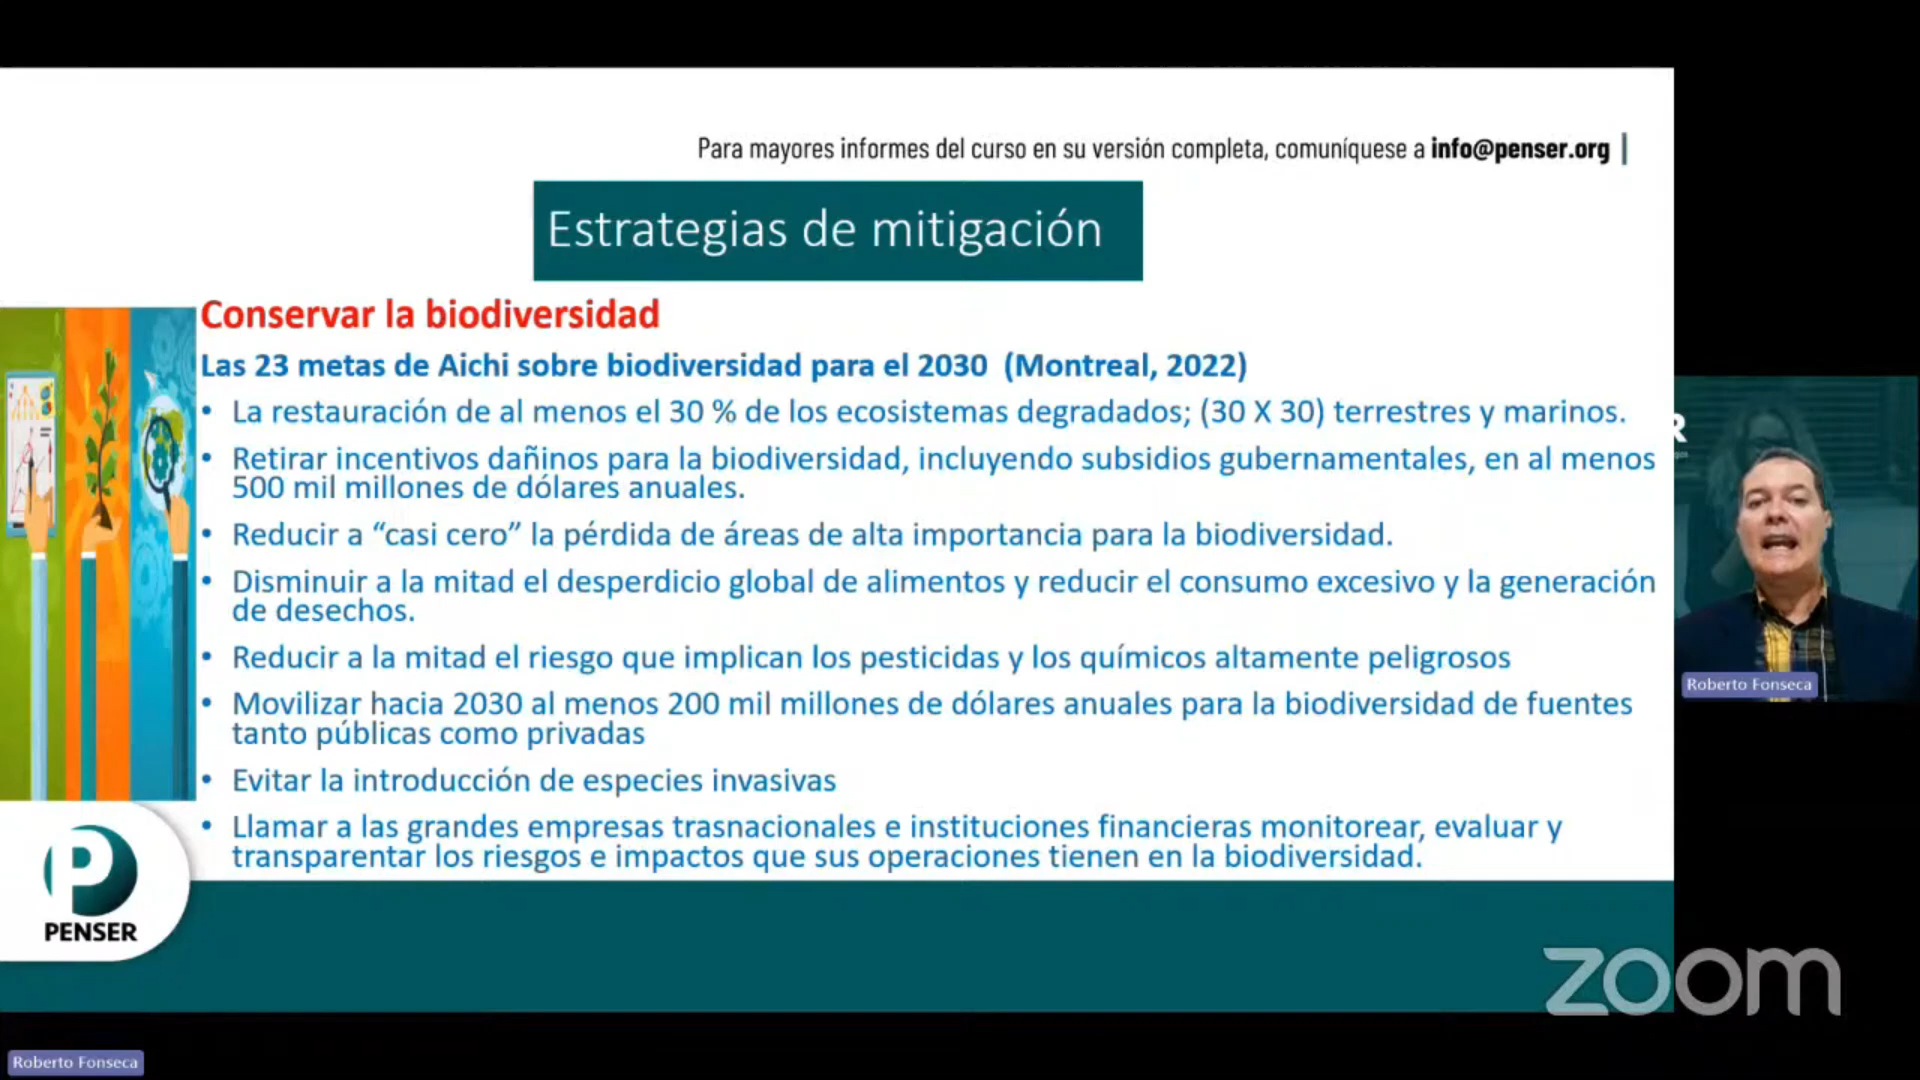 Para mayores informes del curso en su versión completa, comuníquese a info@penser.org |
Estrategias de mitigación
Conservar la biodiversidad
Las 23 metas de Aichi sobre biodiversidad para el 2030 (Montreal, 2022)
• La restauración de al menos el 30 % de los ecosistemas degradados; (30 X 30) terrestres y marinos.
• Retirar incentivos dañinos para la biodiversidad, incluyendo subsidios gubernamentales, en al menos
500 mil millones de dólares anuales.
• Reducir a “casi cero” la pérdida de áreas de alta importancia para la biodiversidad.
• Disminuir a la mitad el desperdicio global de alimentos y reducir el consumo excesivo y la generación
de desechos.
• Reducir a la mitad el riesgo que implican los pesticidas y los químicos altamente peligrosos
• Movilizar hacia 2030 al menos 200 mil millones de dólares anuales para la biodiversidad de fuentes
tanto públicas como privadas
• Evitar la introducción de especies invasivas
• Llamar a las grandes empresas trasnacionales e instituciones financieras monitorear, evaluar y
transparentar los riesgos e impactos que sus operaciones tienen en la biodiversidad.
PENSER
R
Roberto Fonseca
zoom
Roberto Fonseca